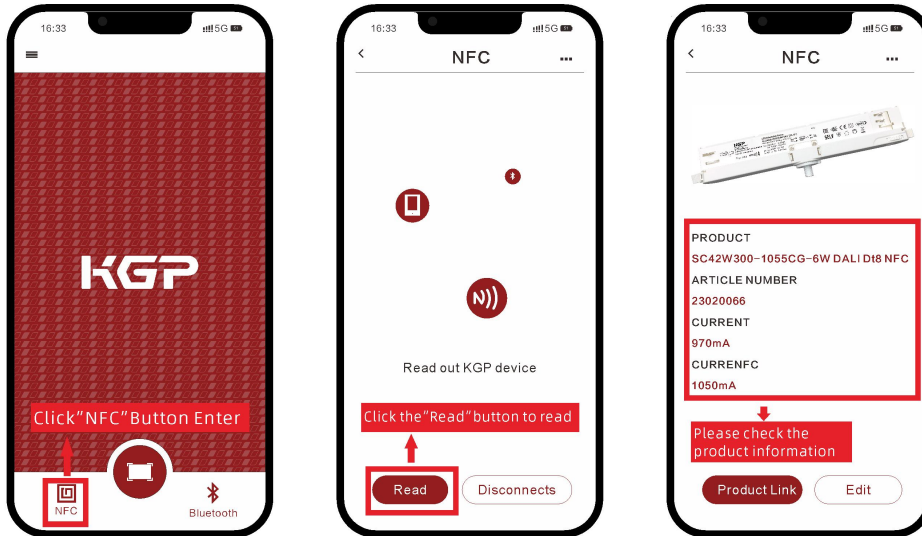 16:33
5G
KGP
Click"NFC"Button Enter
NFC
Bluetooth
16:33
5G
NFC
Read out KGP device
Click the"Read"button to read
Read
Disconnects
16:33
5G
NFC
KGP
PRODUCT
SC42W300-1055CG-6W DALI Dt8 NFC
ARTICLE NUMBER
23020066
CURRENT
970mA
CURRENFC
1050mA
Please check the
product information
Product Link
Edit